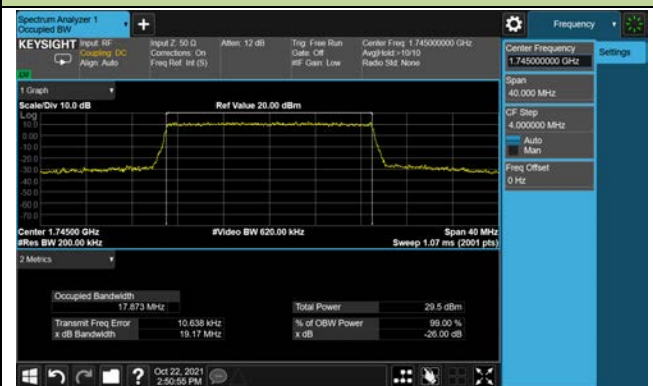 Spectrum Analyzer 1
Occupied BW
+
Frequency
KEYSIGHT
Input: RF
Coupling: DC
Align: Auto
Input Z: 50 Ω
Corrections: On
Freq Ref: Int (S)
Atten: 12 dB
Trig: Free Run
Gate: Off
#IF Gain: Low
Center Freq: 1.745000000 GHz
Avg|Hold:>10/10
Radio Std: None
Center Frequency
1.745000000 GHz
Settings
Span
40.000 MHz
CF Step
4.000000 MHz
Auto
Man
Freq Offset
0 Hz
1 Graph
Scale/Div 10.0 dB
Ref Value 20.00 dBm
Log
10.0
0.00
-10.0
-20.0
-30.0
-40.0
-50.0
-60.0
-70.0
Center 1.74500 GHz
#Video BW 620.00 kHz
Span 40 MHz
#Res BW 200.00 kHz
Sweep 1.07 ms (2001 pts)
2 Metrics
Occupied Bandwidth
17.873 MHz
Total Power
29.5 dBm
Transmit Freq Error
10.638 kHz
% of OBW Power
99.00 %
x dB Bandwidth
19.17 MHz
x dB
-26.00 dB
?
Oct 22, 2021
2:50:55 PM